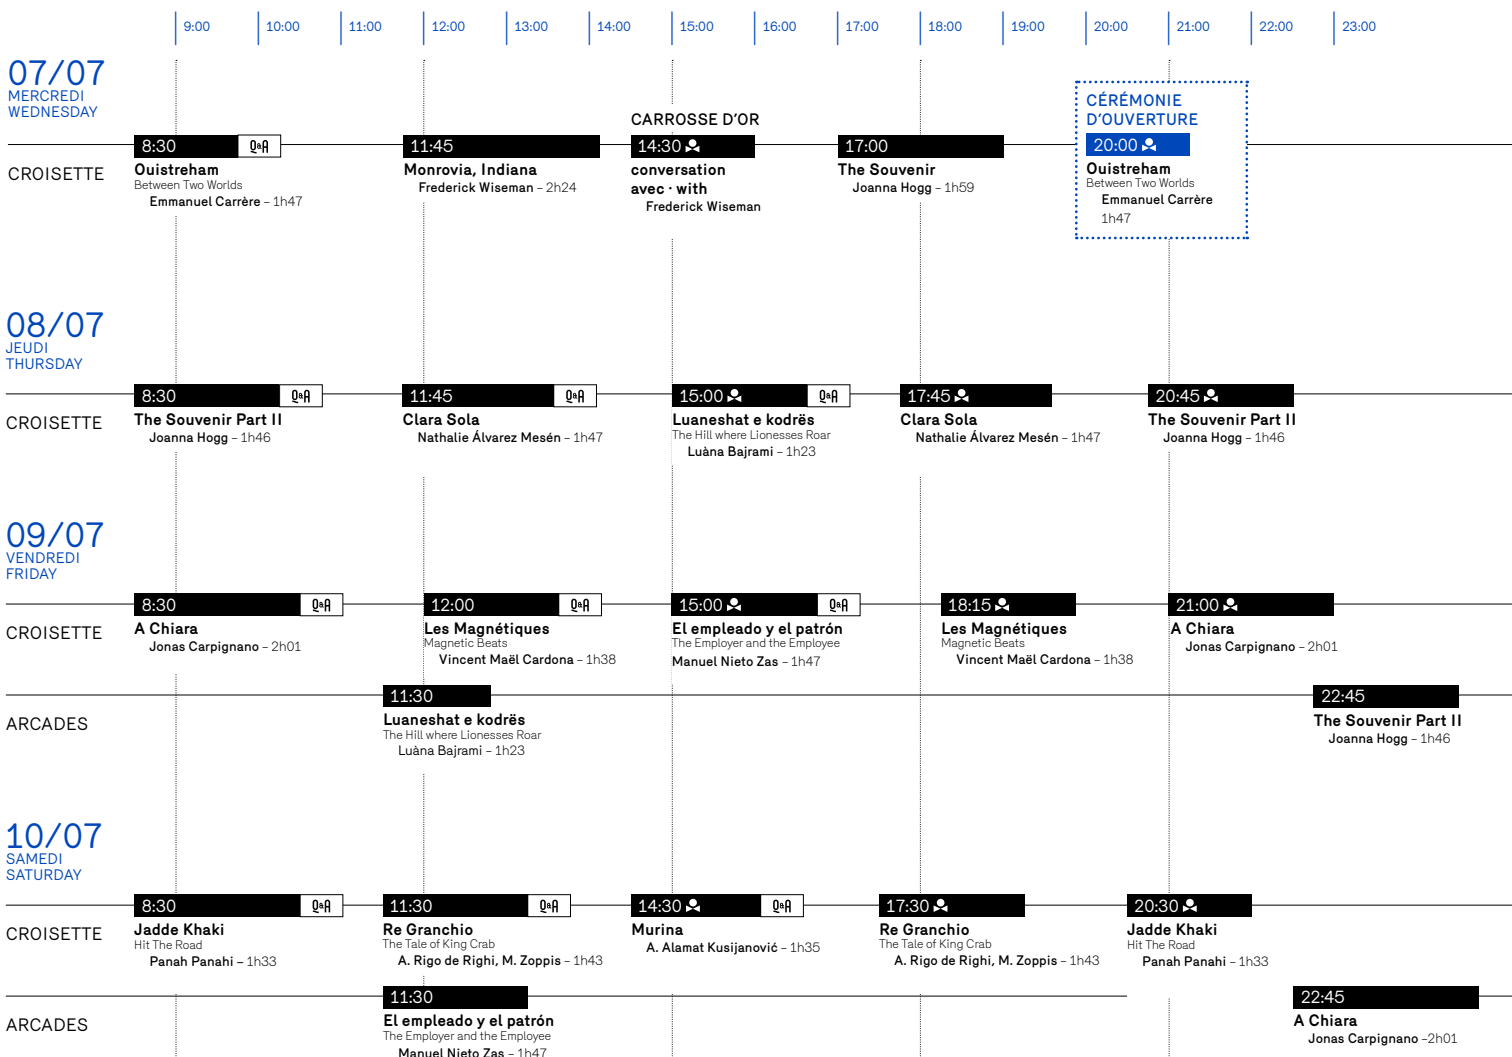 9:00 10:00 11:00 12:00 13:00 14:00 15:00 16:00 17:00 18:00 19:00 20:00 21:00 22:00 23:00
07/07
MERCREDI
WEDNESDAY
CROISETTE
8:30 Q&A
Ouistreham
Between Two Worlds
Emmanuel Carrère – 1h47
11:45
Monrovia, Indiana
Frederick Wiseman – 2h24
CARROSSE D'OR
14:30
conversation
avec · with
Frederick Wiseman
17:00
The Souvenir
Joanna Hogg – 1h59
CÉRÉMONIE
D'OUVERTURE
20:00
Ouistreham
Between Two Worlds
Emmanuel Carrère
1h47
08/07
JEUDI
THURSDAY
CROISETTE
8:30 Q&A
The Souvenir Part II
Joanna Hogg – 1h46
11:45 Q&A
Clara Sola
Nathalie Álvarez Mesén – 1h47
15:00 Q&A
Luaneshat e kodrës
The Hill where Lionesses Roar
Luàna Bajrami – 1h23
17:45
Clara Sola
Nathalie Álvarez Mesén – 1h47
20:45
The Souvenir Part II
Joanna Hogg – 1h46
09/07
VENDREDI
FRIDAY
CROISETTE
8:30 Q&A
A Chiara
Jonas Carpignano – 2h01
12:00 Q&A
Les Magnétiques
Magnetic Beats
Vincent Maël Cardona – 1h38
15:00 Q&A
El empleado y el patrón
The Employer and the Employee
Manuel Nieto Zas – 1h47
18:15
Les Magnétiques
Magnetic Beats
Vincent Maël Cardona – 1h38
21:00
A Chiara
Jonas Carpignano – 2h01
ARCADES
11:30
Luaneshat e kodrës
The Hill where Lionesses Roar
Luàna Bajrami – 1h23
22:45
The Souvenir Part II
Joanna Hogg – 1h46
10/07
SAMEDI
SATURDAY
CROISETTE
8:30 Q&A
Jadde Khaki
Hit The Road
Panah Panahi – 1h33
11:30 Q&A
Re Granchio
The Tale of King Crab
A. Rigo de Righi, M. Zoppis – 1h43
14:30 Q&A
Murina
A. Alamat Kusijanović – 1h35
17:30
Re Granchio
The Tale of King Crab
A. Rigo de Righi, M. Zoppis – 1h43
20:30
Jadde Khaki
Hit The Road
Panah Panahi – 1h33
ARCADES
11:30
El empleado y el patrón
The Employer and the Employee
Manuel Nieto Zas – 1h47
22:45
A Chiara
Jonas Carpignano –2h01